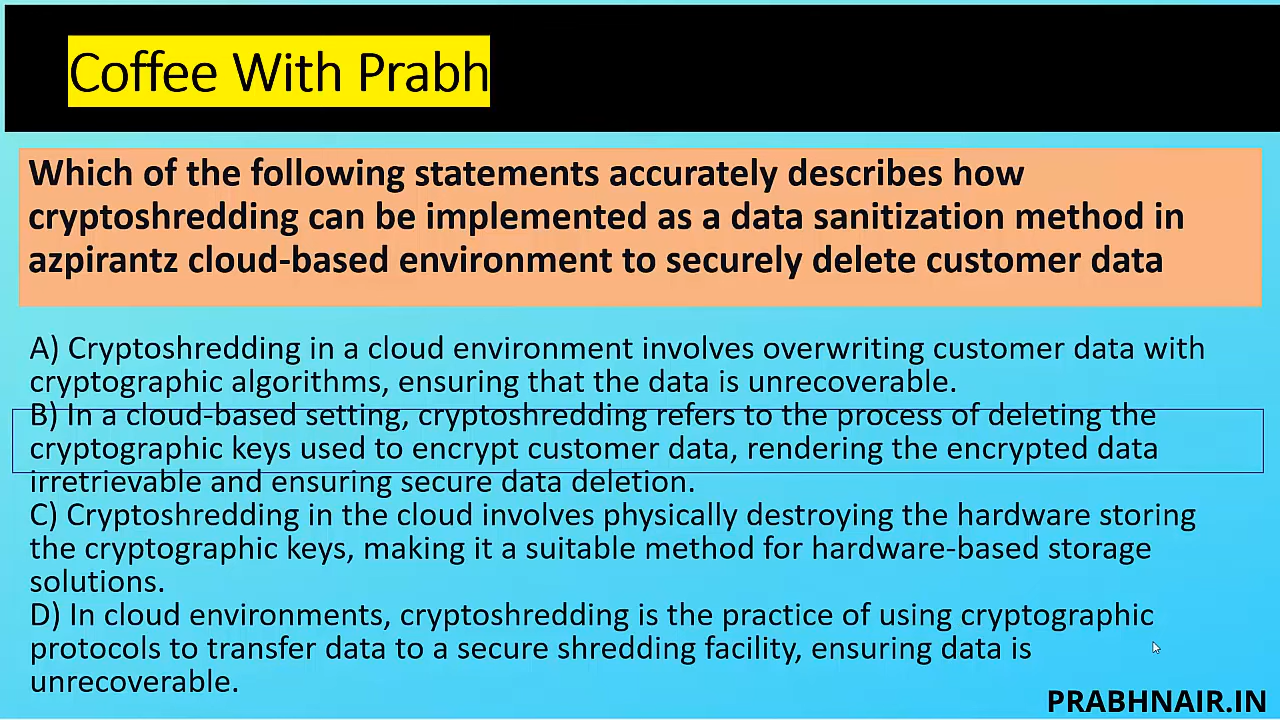 Coffee With Prabh
Which of the following statements accurately describes how
cryptoshredding can be implemented as a data sanitization method in
azpirantz cloud-based environment to securely delete customer data
A) Cryptoshredding in a cloud environment involves overwriting customer data with
cryptographic algorithms, ensuring that the data is unrecoverable.
B) In a cloud-based setting, cryptoshredding refers to the process of deleting the
cryptographic keys used to encrypt customer data, rendering the encrypted data
irretrievable and ensuring secure data deletion.
C) Cryptoshredding in the cloud involves physically destroying the hardware storing
the cryptographic keys, making it a suitable method for hardware-based storage
solutions.
D) In cloud environments, cryptoshredding is the practice of using cryptographic
protocols to transfer data to a secure shredding facility, ensuring data is
unrecoverable.
PRABHNAIR.IN